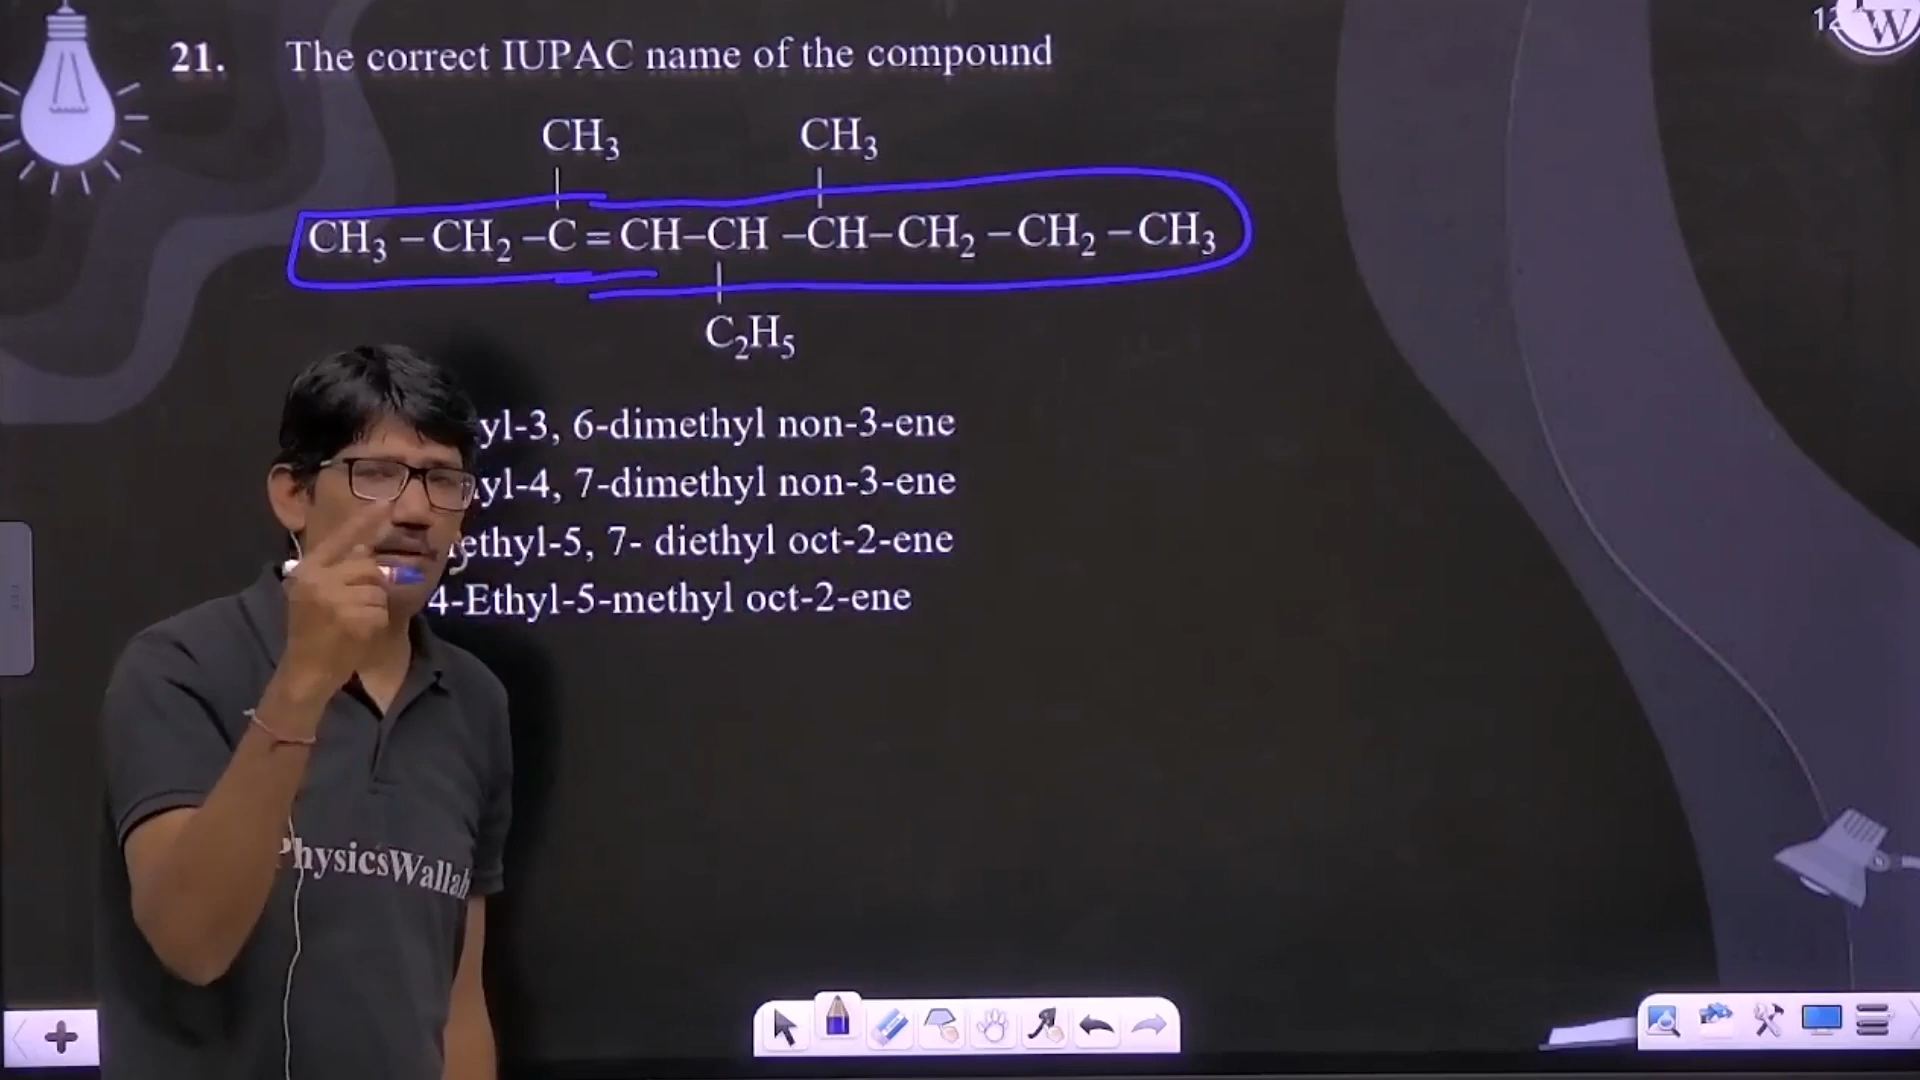 21. The correct IUPAC name of the compound
CH₃ CH₃
CH₃ – CH₂ – C = CH – CH – CH – CH₂ – CH₂ – CH₃
C₂H₅
yl-3, 6-dimethyl non-3-ene
yl-4, 7-dimethyl non-3-ene
ethyl-5, 7- diethyl oct-2-ene
4-Ethyl-5-methyl oct-2-ene
PhysicsWallah
W